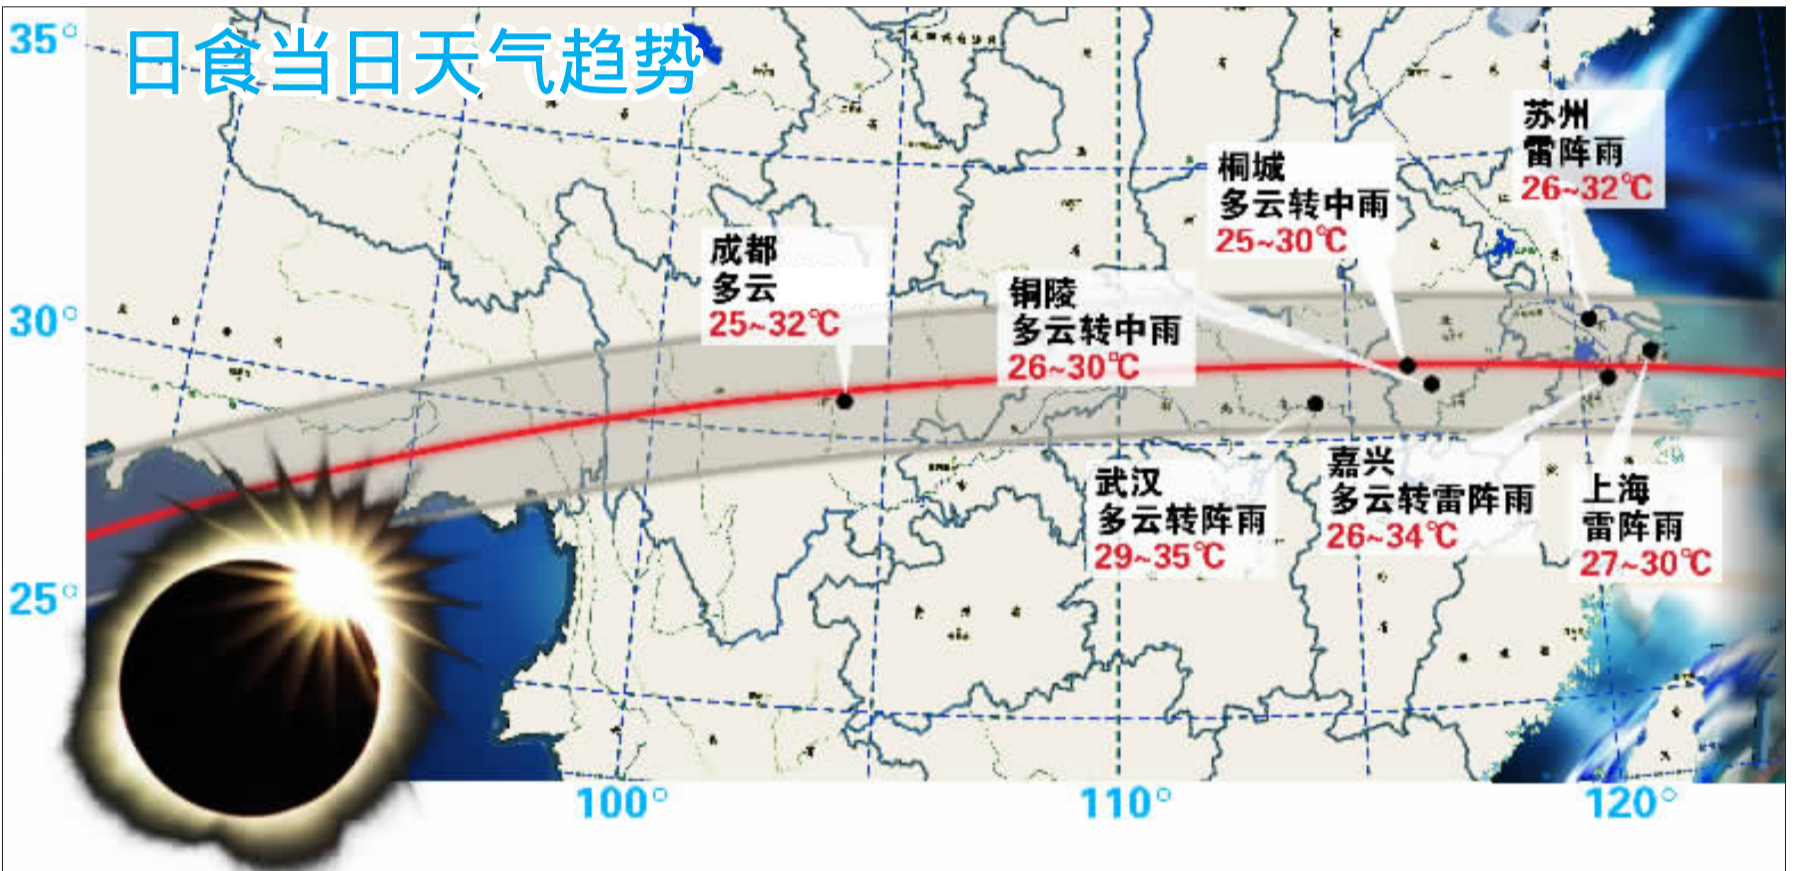 日食当日天气趋势
35°
30°
25°
苏州
雷阵雨
26~32℃
桐城
多云转中雨
25~30℃
成都
多云
25~32℃
铜陵
多云转中雨
26~30℃
武汉
多云转阵雨
29~35℃
嘉兴
多云转雷阵雨
26~34℃
上海
雷阵雨
27~30℃
100°
110°
120°